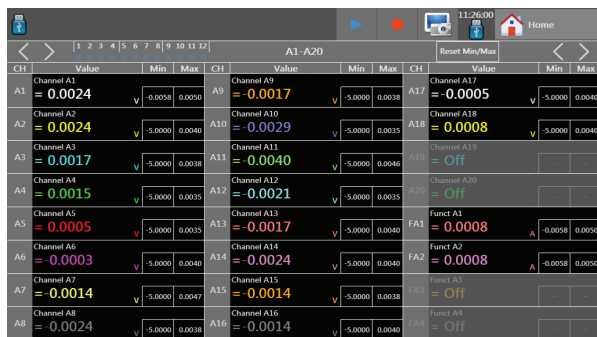 11:26:00
Home
1 2 3 4 5 6 7 8 9 10 11 12
A1-A20
Reset Min/Max
CH Value Min Max CH Value Min Max CH Value Min Max
Channel A1 Channel A9 Channel A17
A1 = 0.0024 V -0.0058 0.0050 A9 =-0.0017 V -5.0000 0.0038 A17 =-0.0005 V -5.0000 0.0040
Channel A2 Channel A10 Channel A18
A2 = 0.0024 V -5.0000 0.0040 A10 =-0.0029 V -5.0000 0.0035 A18 = 0.0008 V -5.0000 0.0040
Channel A3 Channel A11 Channel A19
A3 = 0.0017 V -5.0000 0.0038 A11 =-0.0040 V -5.0000 0.0046 A19 = Off - -
Channel A4 Channel A12 Channel A20
A4 = 0.0015 V -5.0000 0.0035 A12 =-0.0021 V -5.0000 0.0035 A20 = Off - -
Channel A5 Channel A13 Funct A1
A5 = 0.0005 V -5.0000 0.0035 A13 =-0.0017 V -5.0000 0.0040 FA1 = 0.0008 A -0.0058 0.0050
Channel A6 Channel A14 Funct A2
A6 =-0.0003 V -5.0000 0.0040 A14 =-0.0024 V -5.0000 0.0040 FA2 = 0.0008 A -0.0058 0.0050
Channel A7 Channel A15 Funct A3
A7 =-0.0014 V -5.0000 0.0047 A15 =-0.0014 V -5.0000 0.0038 FA3 = Off - -
Channel A8 Channel A16 Funct A4
A8 =-0.0024 V -5.0000 0.0038 A16 =-0.0014 V -5.0000 0.0040 FA4 = Off - -